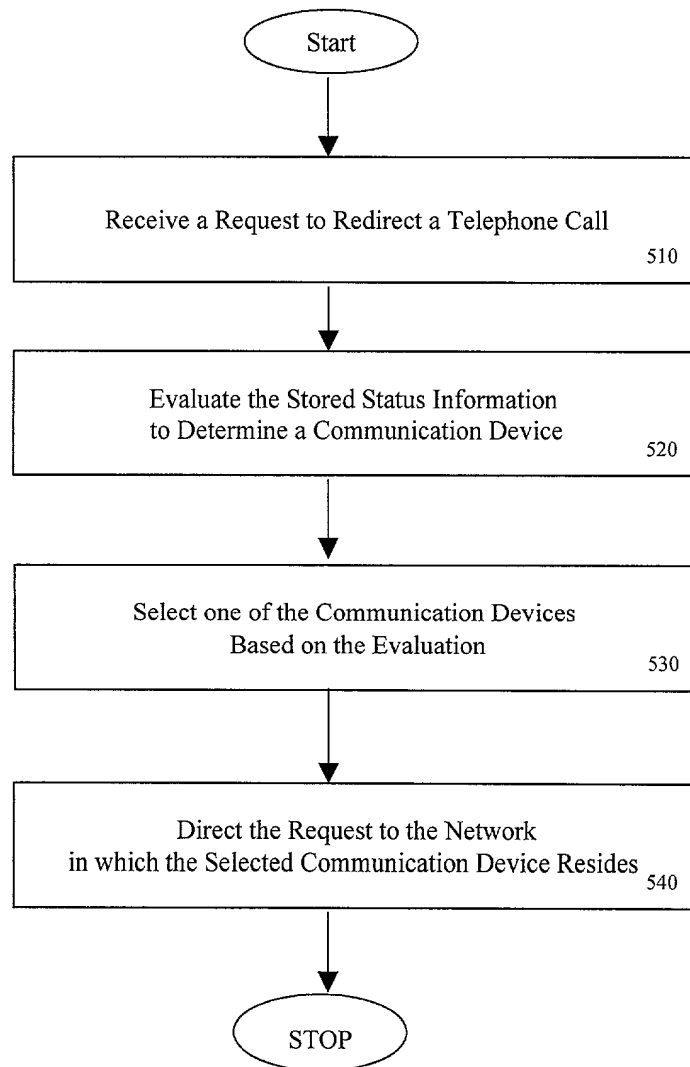 Start
Receive a Request to Redirect a Telephone Call
510
Evaluate the Stored Status Information
to Determine a Communication Device
520
Select one of the Communication Devices
Based on the Evaluation
530
Direct the Request to the Network
in which the Selected Communication Device Resides
540
STOP